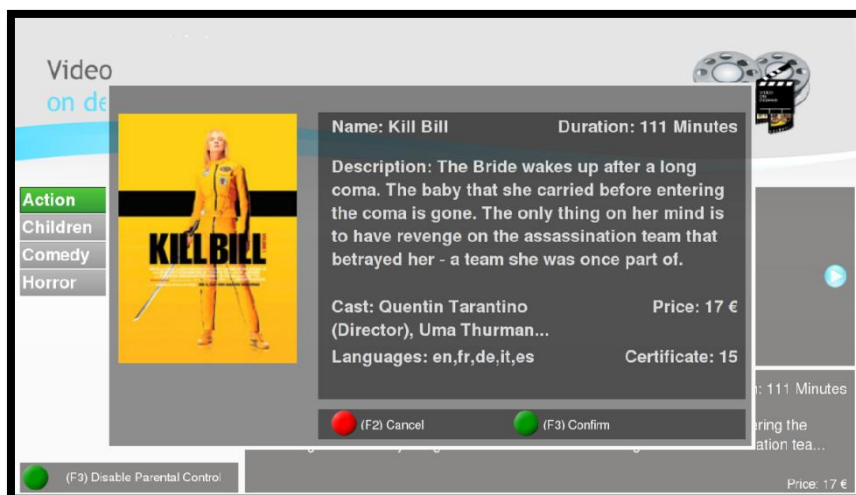 Video
on de
Name: Kill Bill
Duration: 111 Minutes
Description: The Bride wakes up after a long
coma. The baby that she carried before entering
the coma is gone. The only thing on her mind is
to have revenge on the assassination team that
betrayed her - a team she was once part of.
Cast: Quentin Tarantino
Price: 17 €
(Director), Uma Thurman...
Languages: en,fr,de,it,es
Certificate: 15
(F2) Cancel
(F3) Confirm
KILL BILL
Action
Children
Comedy
Horror
n: 111 Minutes
ering the
ation tea...
Price: 17 €
(F3) Disable Parental Control